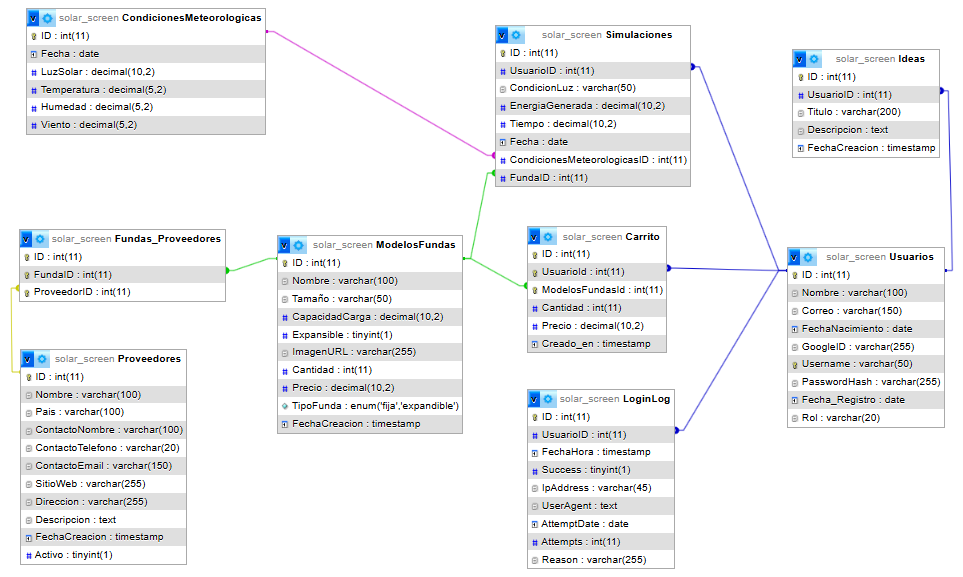 solar_screen CondicionesMeteorologicas
ID : int(11)
Fecha : date
LuzSolar : decimal(10,2)
Temperatura : decimal(5,2)
Humedad : decimal(5,2)
Viento : decimal(5,2)
solar_screen Simulaciones
ID : int(11)
UsuarioID : int(11)
CondicionLuz : varchar(50)
EnergiaGenerada : decimal(10,2)
Tiempo : decimal(10,2)
Fecha : date
CondicionesMeteorologicasID : int(11)
FundaID : int(11)
solar_screen Ideas
ID : int(11)
UsuarioID : int(11)
Titulo : varchar(200)
Descripcion : text
FechaCreacion : timestamp
solar_screen Fundas_Proveedores
ID : int(11)
FundaID : int(11)
ProveedorID : int(11)
solar_screen ModelosFundas
ID : int(11)
Nombre : varchar(100)
Tamaño : varchar(50)
CapacidadCarga : decimal(10,2)
Expansible : tinyint(1)
ImagenURL : varchar(255)
Cantidad : int(11)
Precio : decimal(10,2)
TipoFunda : enum('fija','expandible')
FechaCreacion : timestamp
solar_screen Carrito
ID : int(11)
UsuarioId : int(11)
ModelosFundasId : int(11)
Cantidad : int(11)
Precio : decimal(10,2)
Creado_en : timestamp
solar_screen Usuarios
ID : int(11)
Nombre : varchar(100)
Correo : varchar(150)
FechaNacimiento : date
GoogleID : varchar(255)
Username : varchar(50)
PasswordHash : varchar(255)
Fecha_Registro : date
Rol : varchar(20)
solar_screen Proveedores
ID : int(11)
Nombre : varchar(100)
Pais : varchar(100)
ContactoNombre : varchar(100)
ContactoTelefono : varchar(20)
ContactoEmail : varchar(150)
SitioWeb : varchar(255)
Direccion : varchar(255)
Descripcion : text
FechaCreacion : timestamp
Activo : tinyint(1)
solar_screen LoginLog
ID : int(11)
UsuarioID : int(11)
FechaHora : timestamp
Success : tinyint(1)
IpAddress : varchar(45)
UserAgent : text
AttemptDate : date
Attempts : int(11)
Reason : varchar(255)